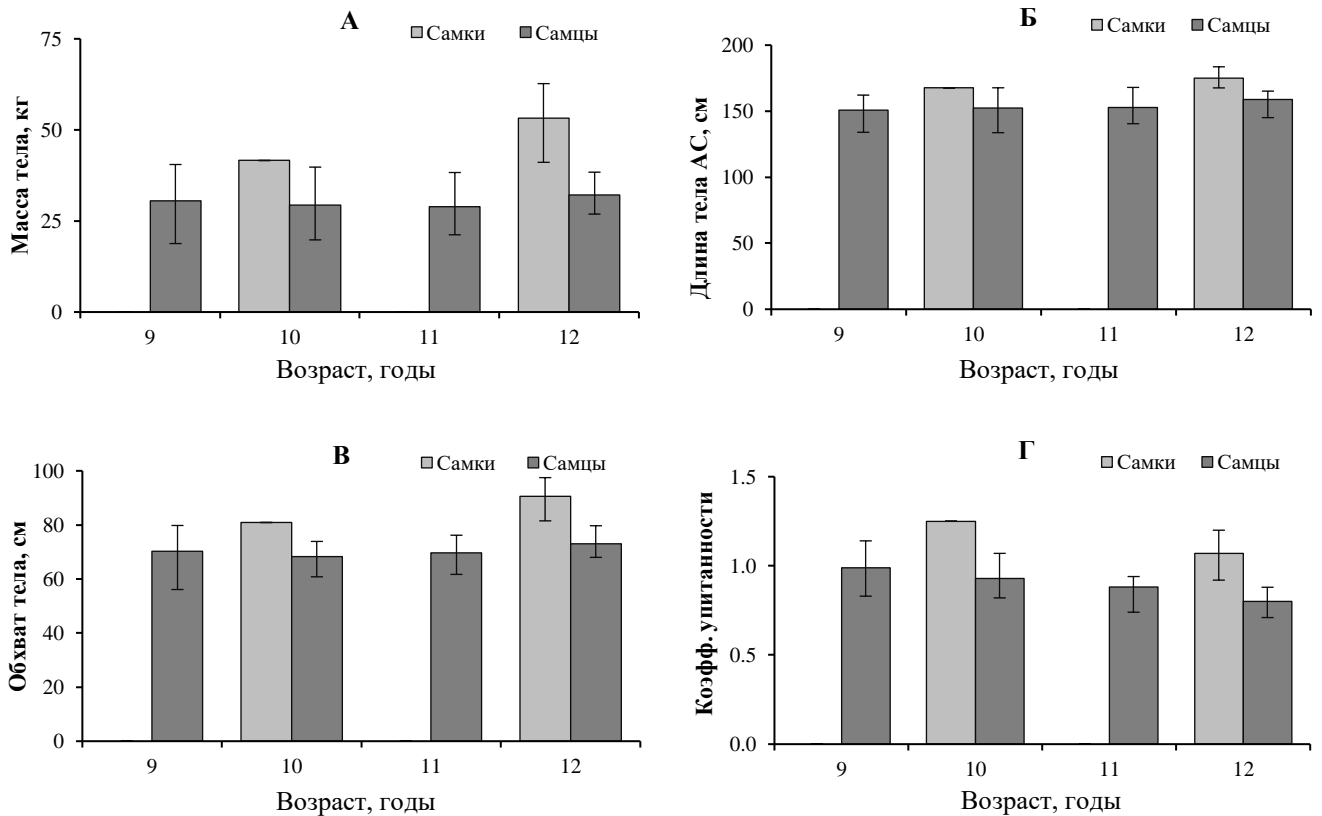 А
Самки Самцы
Масса тела, кг
75
50
25
0
9 10 11 12
Возраст, годы
Б
Самки Самцы
Длина тела АС, см
200
150
100
50
0
9 10 11 12
Возраст, годы
В
Самки Самцы
Обхват тела, см
100
80
60
40
20
0
9 10 11 12
Возраст, годы
Г
Самки Самцы
Коэфф. упитанности
1.5
1.0
0.5
0.0
9 10 11 12
Возраст, годы